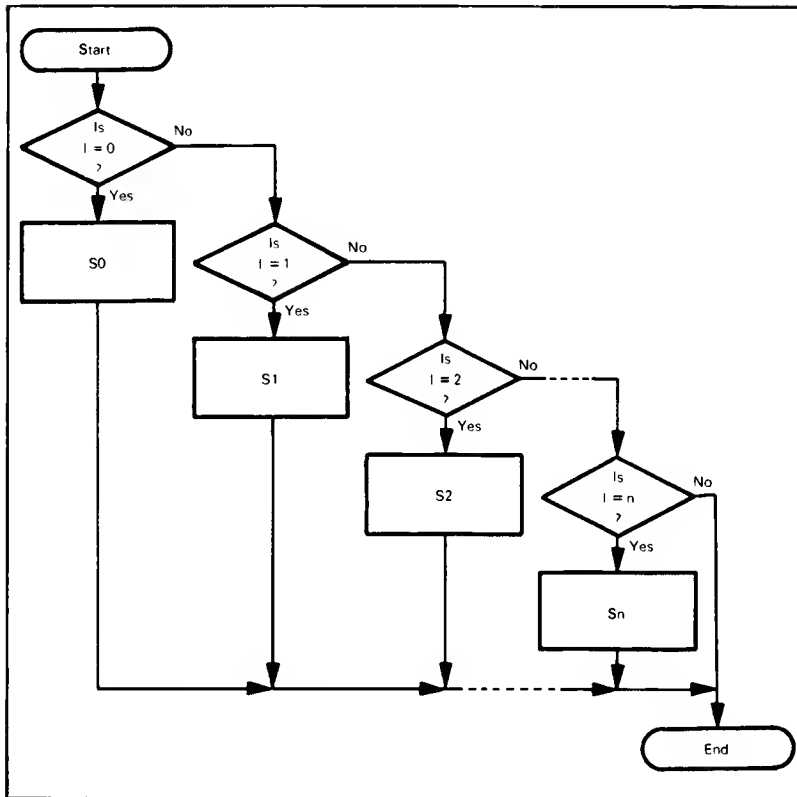 Start
Is
I = 0
?
No
Yes
S0
Is
I = 1
?
No
Yes
S1
Is
I = 2
?
No
Yes
S2
Is
I = n
?
No
Yes
Sn
End